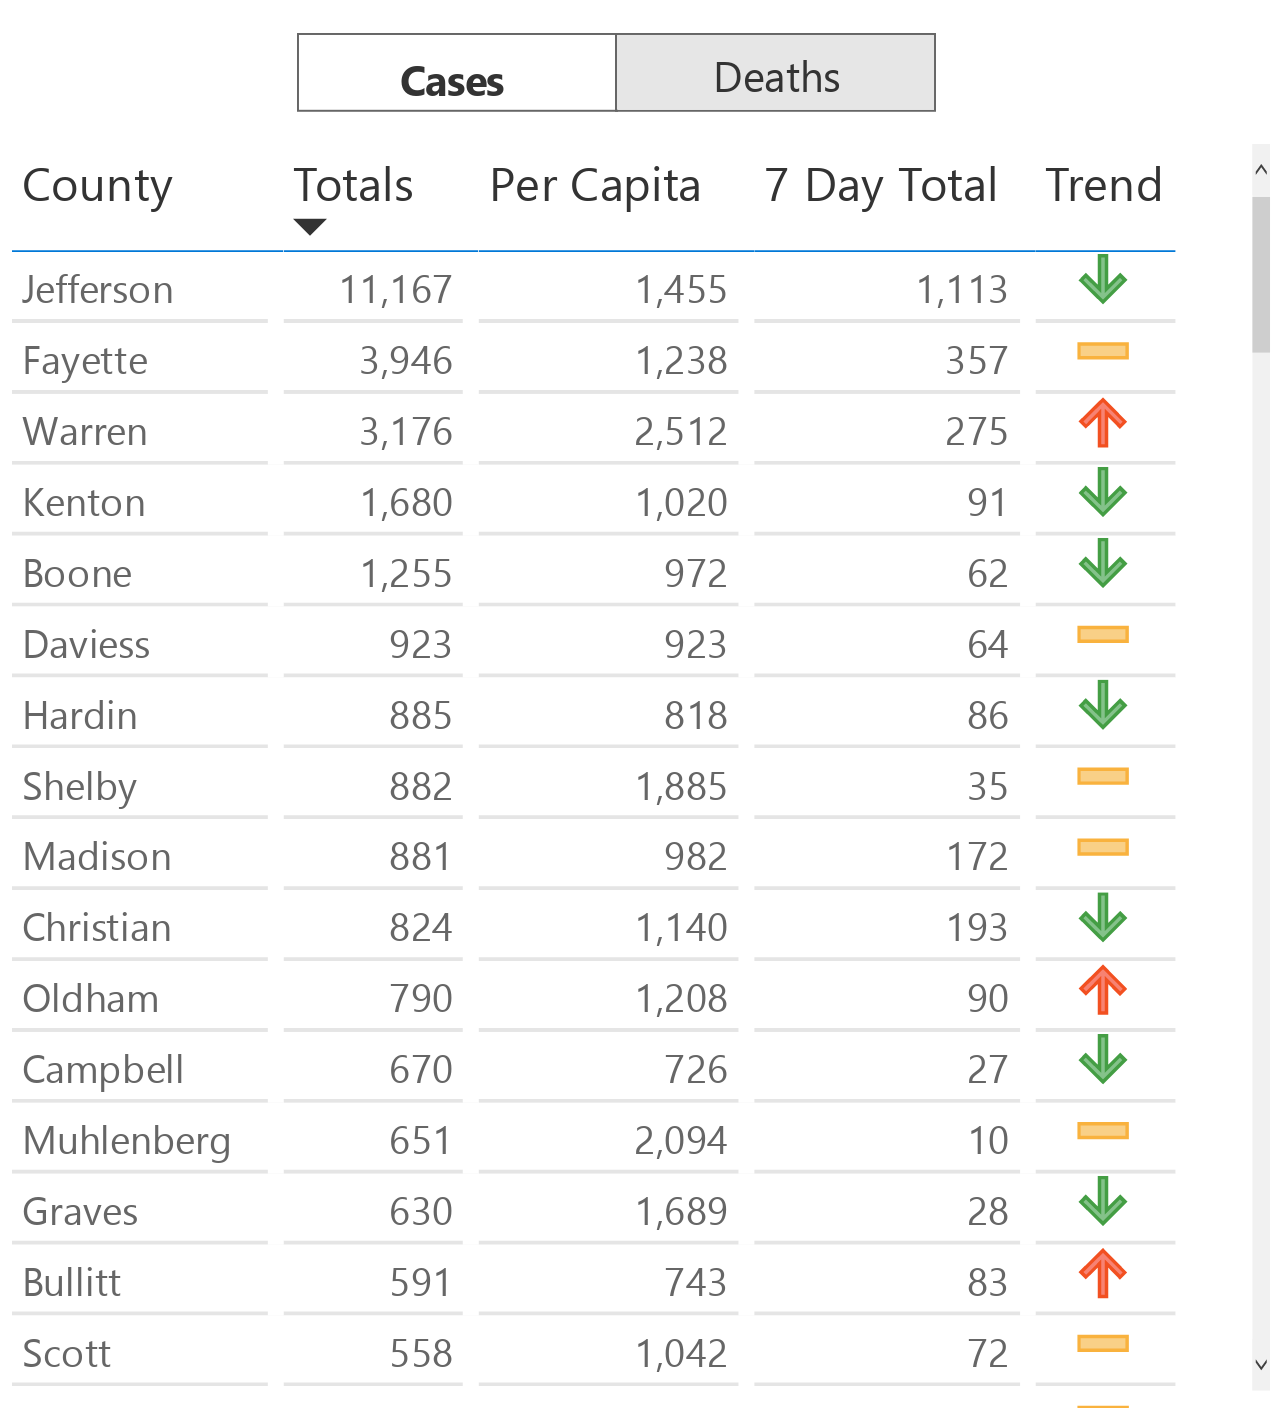 Cases Deaths
County Totals Per Capita 7 Day Total Trend
Jefferson 11,167 1,455 1,113
Fayette 3,946 1,238 357
Warren 3,176 2,512 275
Kenton 1,680 1,020 91
Boone 1,255 972 62
Daviess 923 923 64
Hardin 885 818 86
Shelby 882 1,885 35
Madison 881 982 172
Christian 824 1,140 193
Oldham 790 1,208 90
Campbell 670 726 27
Muhlenberg 651 2,094 10
Graves 630 1,689 28
Bullitt 591 743 83
Scott 558 1,042 72